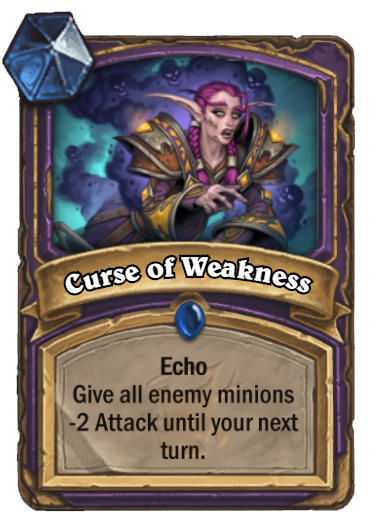 Curse of Weakness
Echo
Give all enemy minions
-2 Attack until your next
turn.